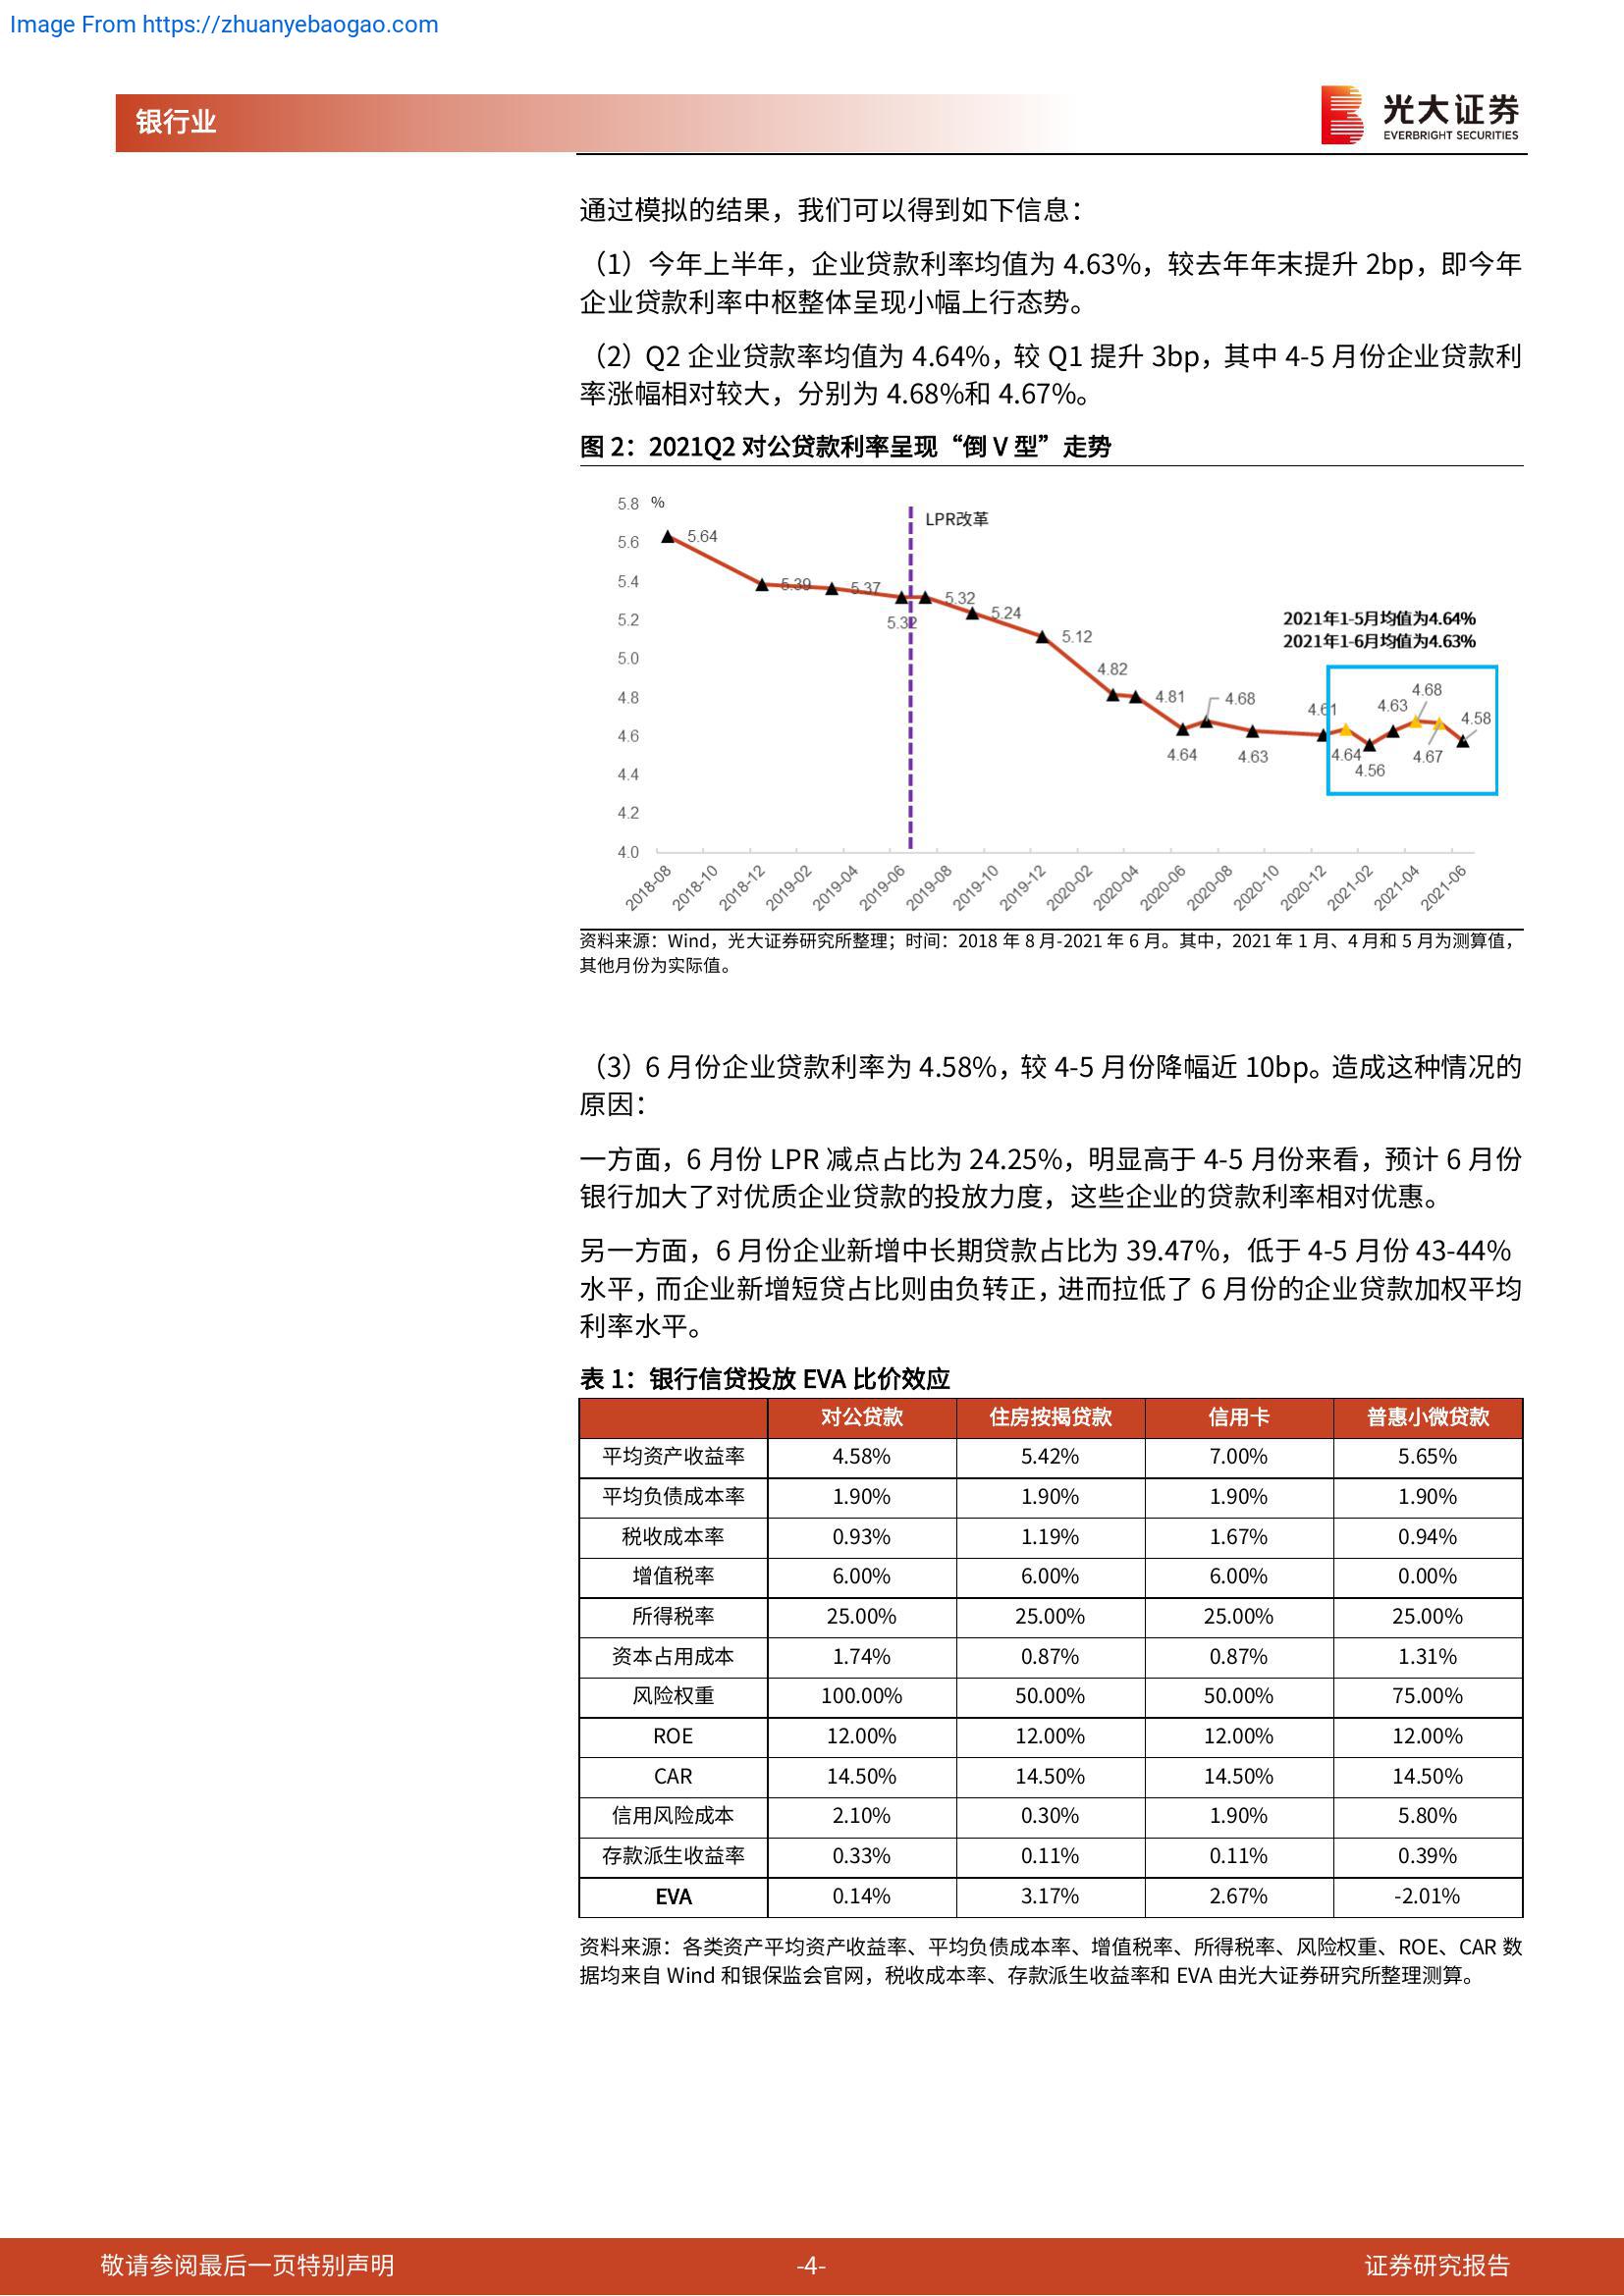 Image From https://zhuanyebaogao.com
银行业
光大证券
EVERBRIGHT SECURITIES
通过模拟的结果，我们可以得到如下信息：
（1）今年上半年，企业贷款利率均值为 4.63%，较去年年末提升 2bp，即今年
企业贷款利率中枢整体呈现小幅上行态势。
（2）Q2 企业贷款率均值为 4.64%，较 Q1 提升 3bp，其中 4-5 月份企业贷款利
率涨幅相对较大，分别为 4.68%和 4.67%。
图 2：2021Q2 对公贷款利率呈现“倒 V 型”走势
5.8 %
5.6
5.4
5.2
5.0
4.8
4.6
4.4
4.2
4.0
LPR改革
5.64
5.39
5.37
5.32
5.32
5.24
5.12
4.82
4.81
4.64
4.68
4.63
4.61
4.64
4.56
4.63
4.68
4.67
4.58
2021年1-5月均值为4.64%
2021年1-6月均值为4.63%
2018-08
2018-10
2018-12
2019-02
2019-04
2019-06
2019-08
2019-10
2019-12
2020-02
2020-04
2020-06
2020-08
2020-10
2020-12
2021-02
2021-04
2021-06
资料来源：Wind，光大证券研究所整理；时间：2018 年 8 月-2021 年 6 月。其中，2021 年 1 月、4 月和 5 月为测算值，
其他月份为实际值。
（3）6 月份企业贷款利率为 4.58%，较 4-5 月份降幅近 10bp。造成这种情况的
原因：
一方面，6 月份 LPR 减点占比为 24.25%，明显高于 4-5 月份来看，预计 6 月份
银行加大了对优质企业贷款的投放力度，这些企业的贷款利率相对优惠。
另一方面，6 月份企业新增中长期贷款占比为 39.47%，低于 4-5 月份 43-44%
水平，而企业新增短贷占比则由负转正，进而拉低了 6 月份的企业贷款加权平均
利率水平。
表 1：银行信贷投放 EVA 比价效应
对公贷款 住房按揭贷款 信用卡 普惠小微贷款
平均资产收益率 4.58% 5.42% 7.00% 5.65%
平均负债成本率 1.90% 1.90% 1.90% 1.90%
税收成本率 0.93% 1.19% 1.67% 0.94%
增值税率 6.00% 6.00% 6.00% 0.00%
所得税率 25.00% 25.00% 25.00% 25.00%
资本占用成本 1.74% 0.87% 0.87% 1.31%
风险权重 100.00% 50.00% 50.00% 75.00%
ROE 12.00% 12.00% 12.00% 12.00%
CAR 14.50% 14.50% 14.50% 14.50%
信用风险成本 2.10% 0.30% 1.90% 5.80%
存款派生收益率 0.33% 0.11% 0.11% 0.39%
EVA 0.14% 3.17% 2.67% -2.01%
资料来源：各类资产平均资产收益率、平均负债成本率、增值税率、所得税率、风险权重、ROE、CAR 数
据均来自 Wind 和银保监会官网，税收成本率、存款派生收益率和 EVA 由光大证券研究所整理测算。
敬请参阅最后一页特别声明
-4-
证券研究报告